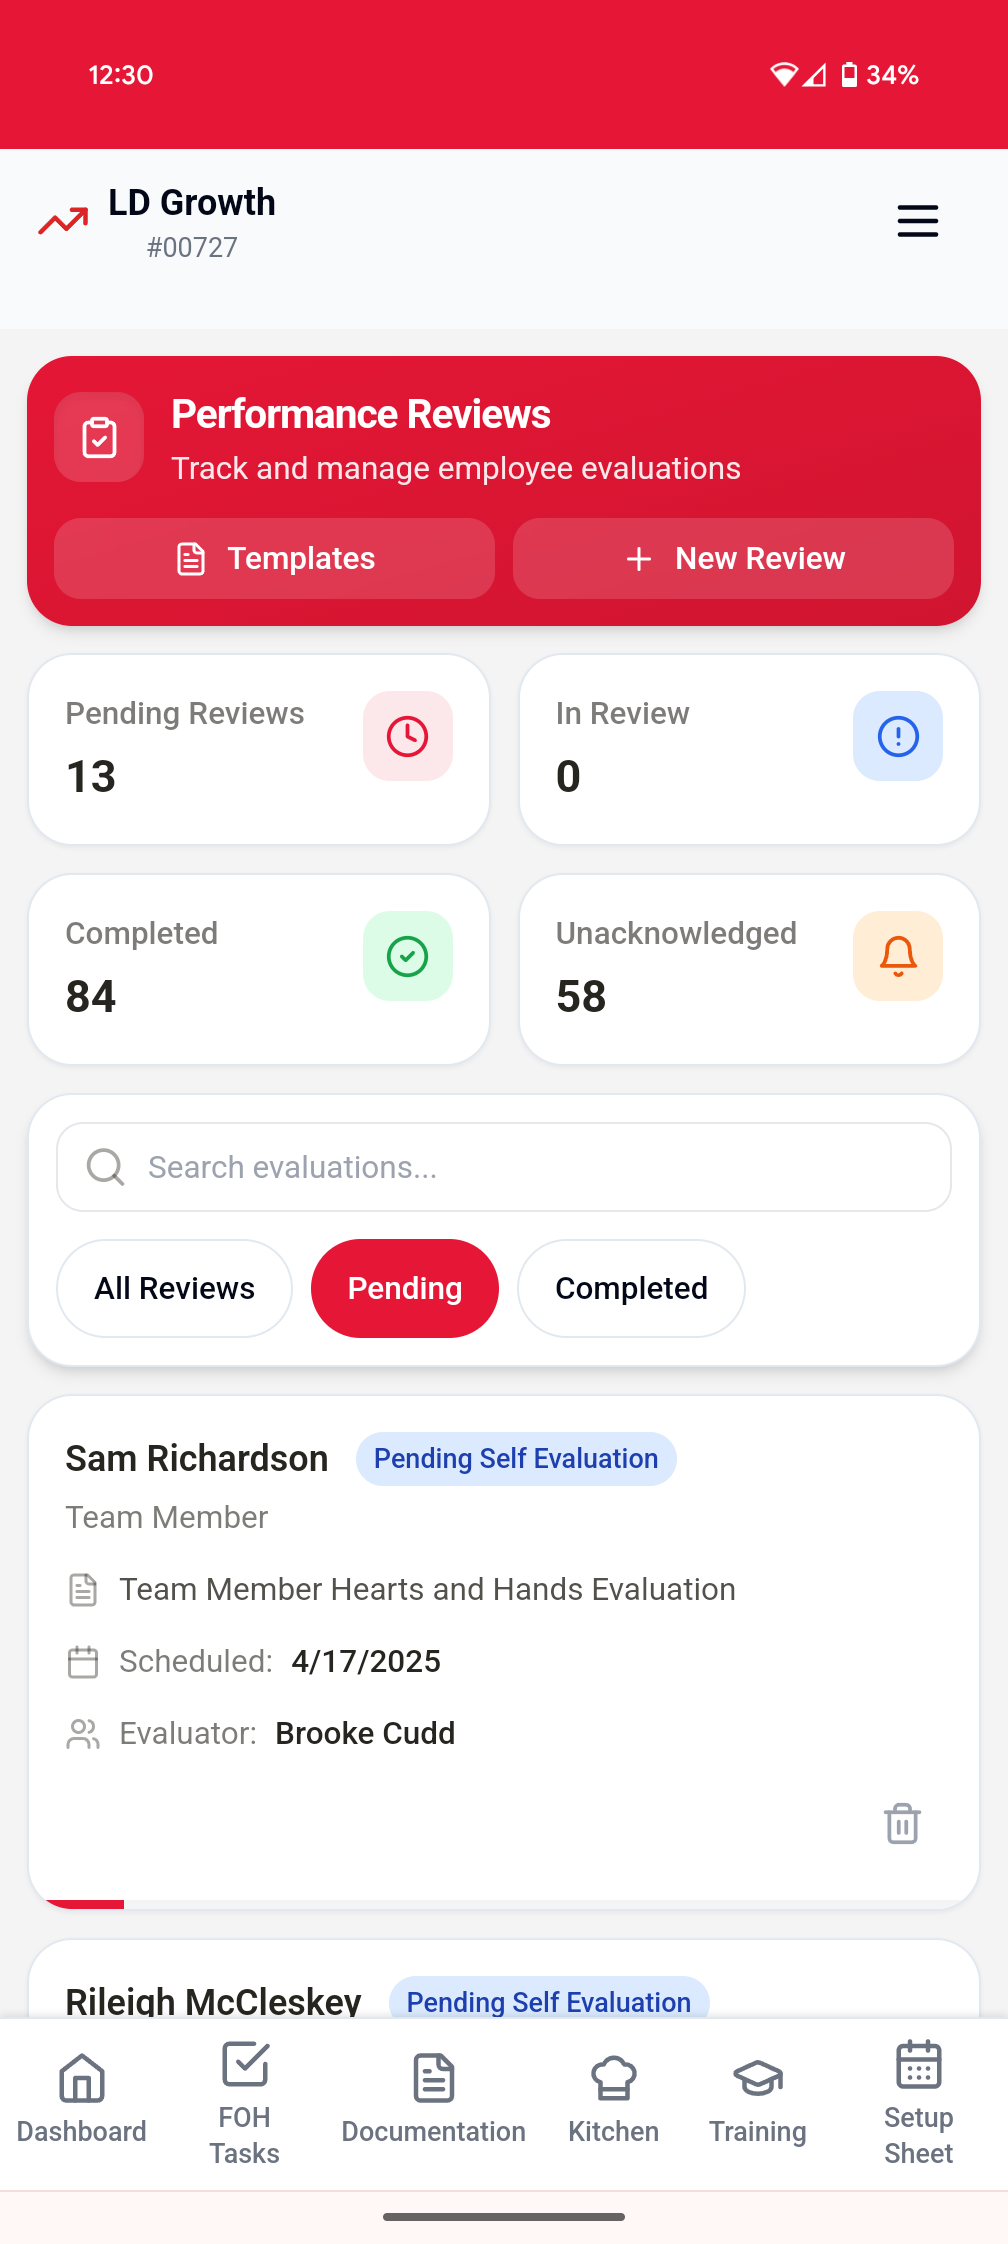 12:30
34%
LD Growth
#00727
Performance Reviews
Track and manage employee evaluations
Templates
New Review
Pending Reviews
13
In Review
0
Completed
84
Unacknowledged
58
Search evaluations...
All Reviews
Pending
Completed
Sam Richardson
Pending Self Evaluation
Team Member
Team Member Hearts and Hands Evaluation
Scheduled: 4/17/2025
Evaluator: Brooke Cudd
Rileigh McCleskey
Pending Self Evaluation
Dashboard
FOH
Tasks
Documentation
Kitchen
Training
Setup
Sheet